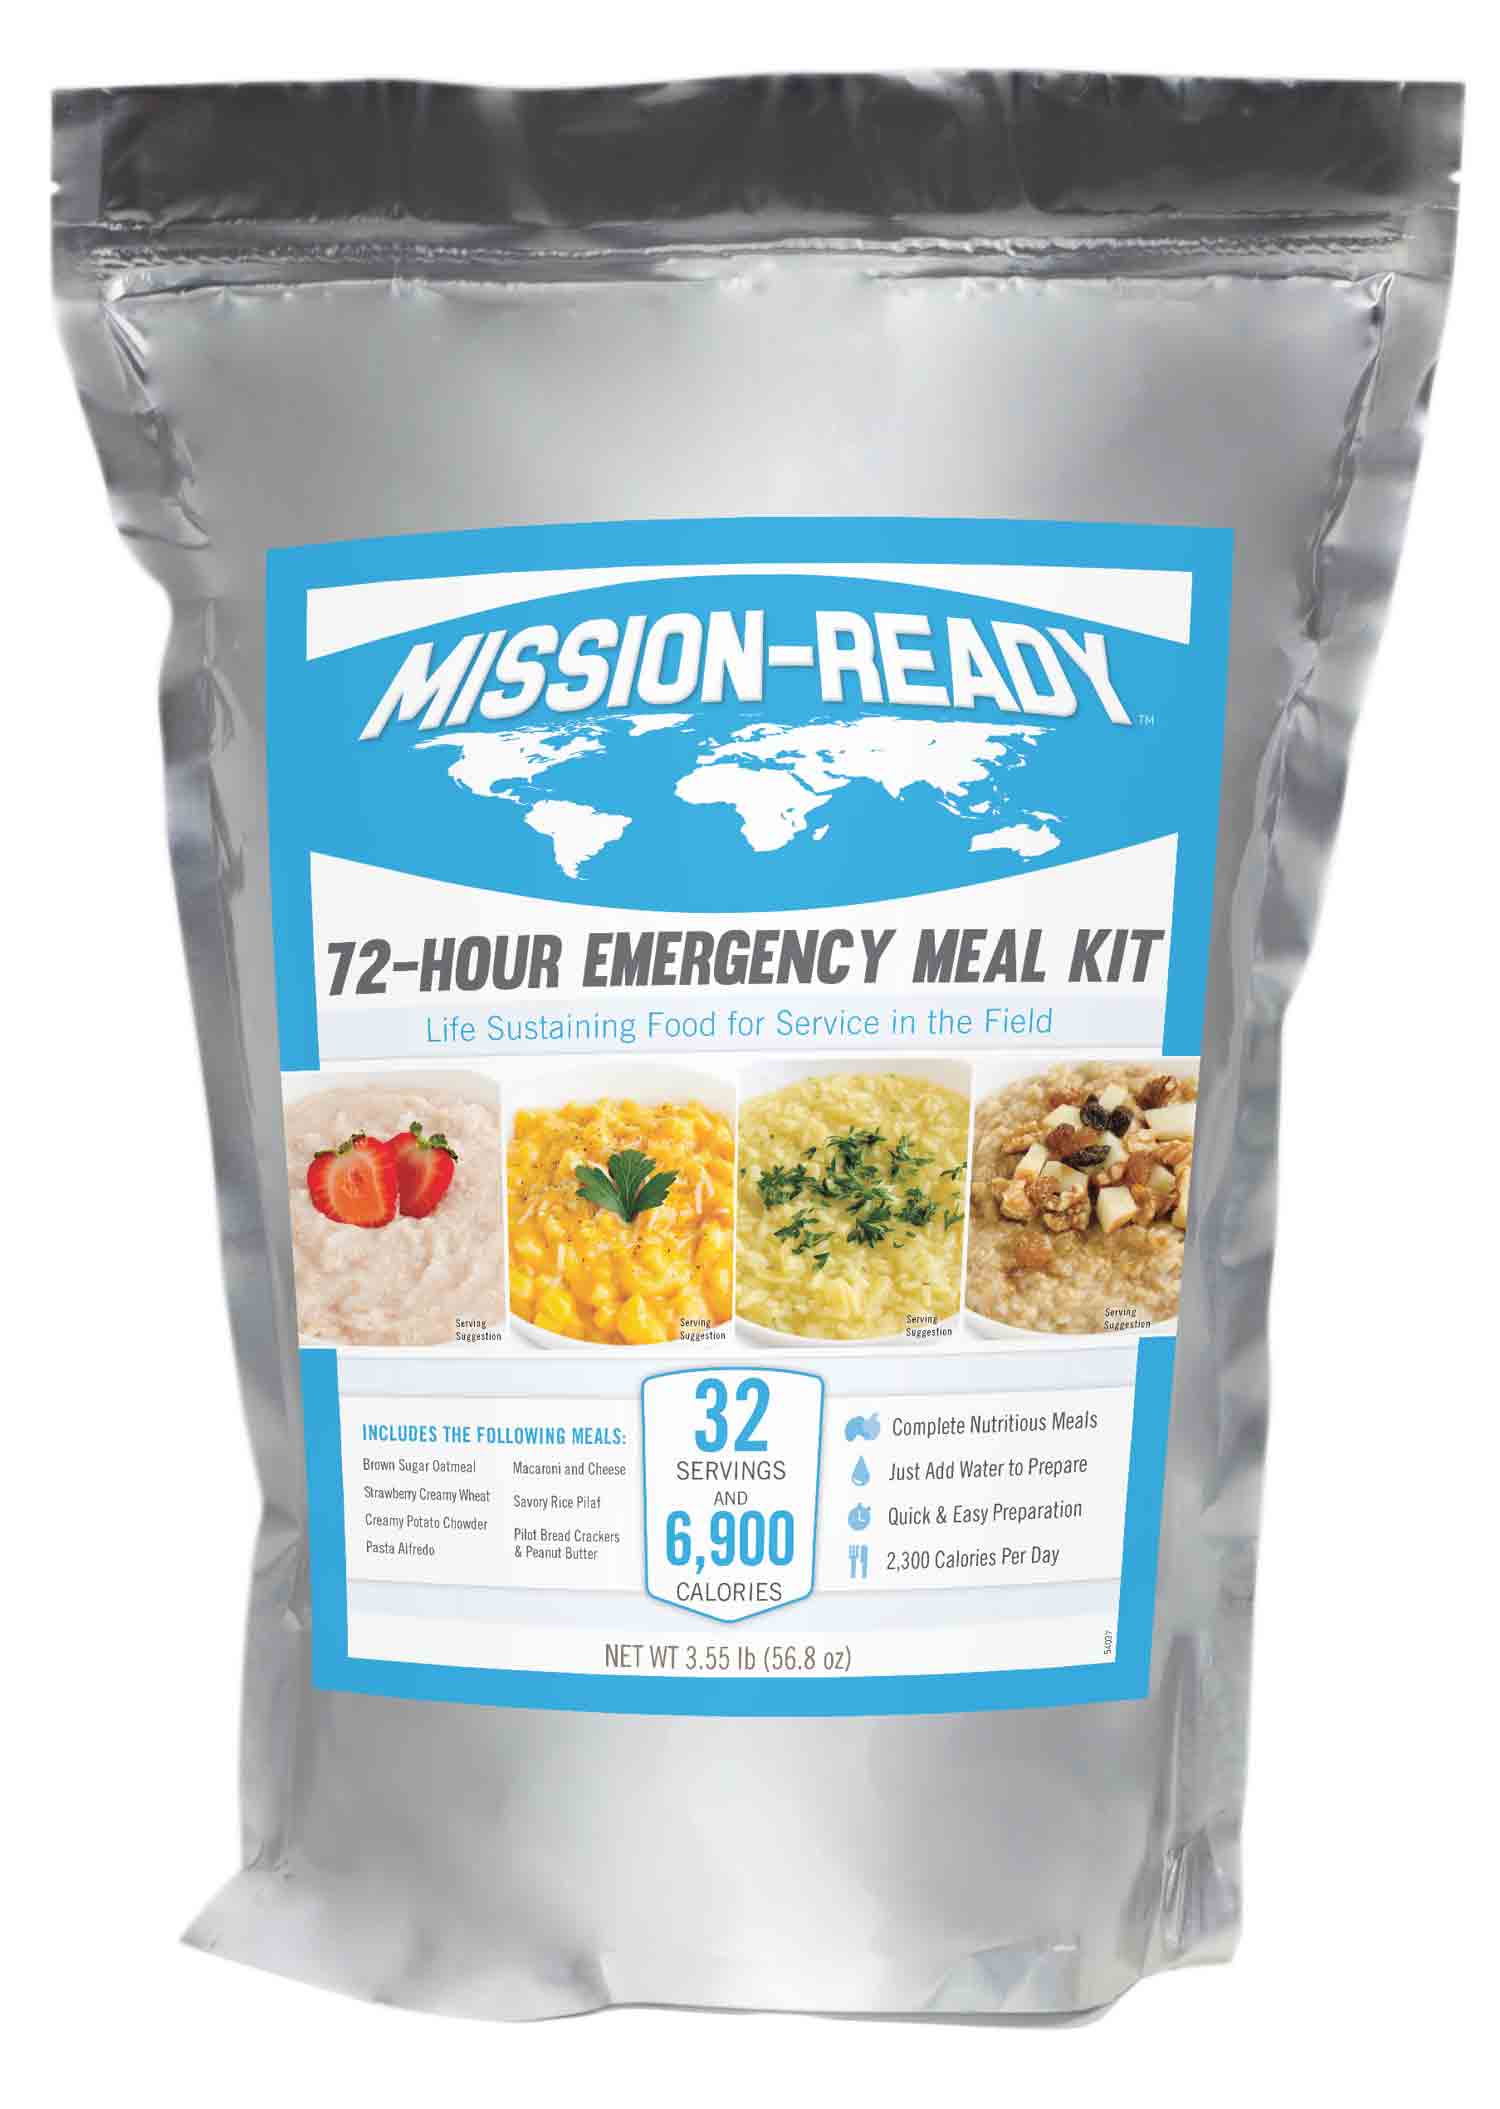 MISSION-READY™
72-HOUR EMERGENCY MEAL KIT
Life Sustaining Food for Service in the Field
Serving
Suggestion
Serving
Suggestion
Serving
Suggestion
Serving
Suggestion
INCLUDES THE FOLLOWING MEALS:
Brown Sugar Oatmeal
Strawberry Creamy Wheat
Creamy Potato Chowder
Pasta Alfredo
Macaroni and Cheese
Savory Rice Pilaf
Pilot Bread Crackers
& Peanut Butter
32
SERVINGS
AND
6,900
CALORIES
Complete Nutritious Meals
Just Add Water to Prepare
Quick & Easy Preparation
2,300 Calories Per Day
NET WT 3.55 lb (56.8 oz)
54037